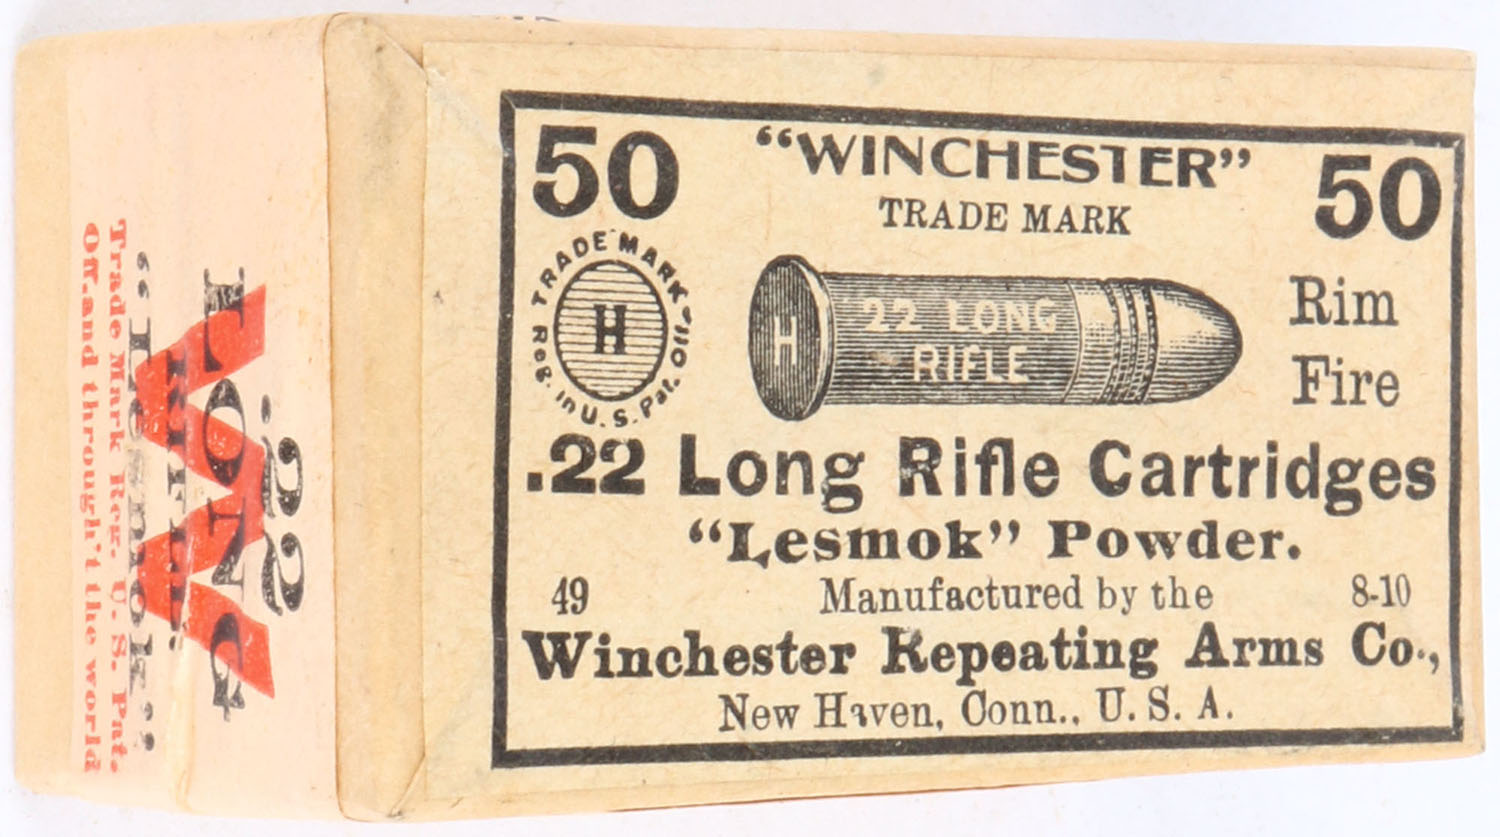 50 "WINCHESTER" 50
TRADE MARK
TRADE MARK
Reg. in U. S. Pat. Off.
H
H
22 LONG
RIFLE
Rim
Fire
.22 Long Rifle Cartridges
"Lesmok" Powder.
49 Manufactured by the 8-10
Winchester Repeating Arms Co.,
New Haven, Conn., U. S. A.
.22
LONG
RIFLE.
"Lesmok"
W
Trade Mark Reg. U. S. Pat.
Off. and through't the world